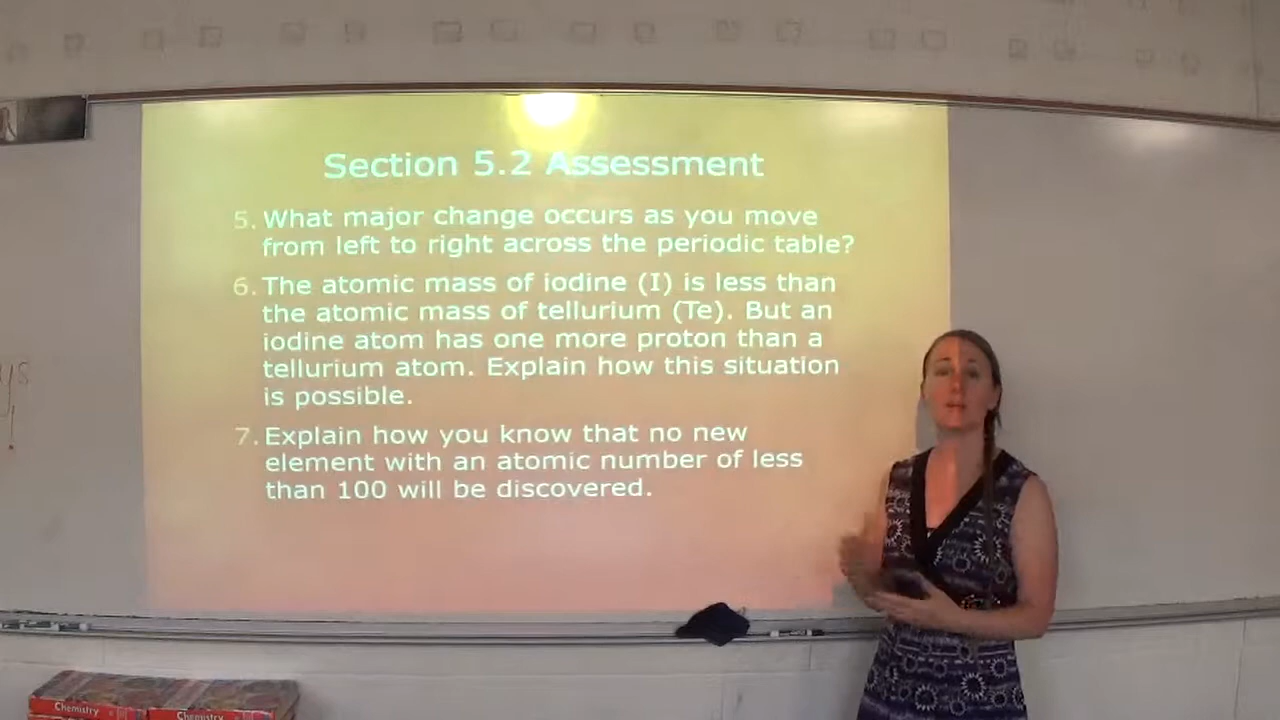 Section 5.2 Assessment
5. What major change occurs as you move
from left to right across the periodic table?
6. The atomic mass of iodine (I) is less than
the atomic mass of tellurium (Te). But an
iodine atom has one more proton than a
tellurium atom. Explain how this situation
is possible.
7. Explain how you know that no new
element with an atomic number of less
than 100 will be discovered.
Chemistry
Chemistry